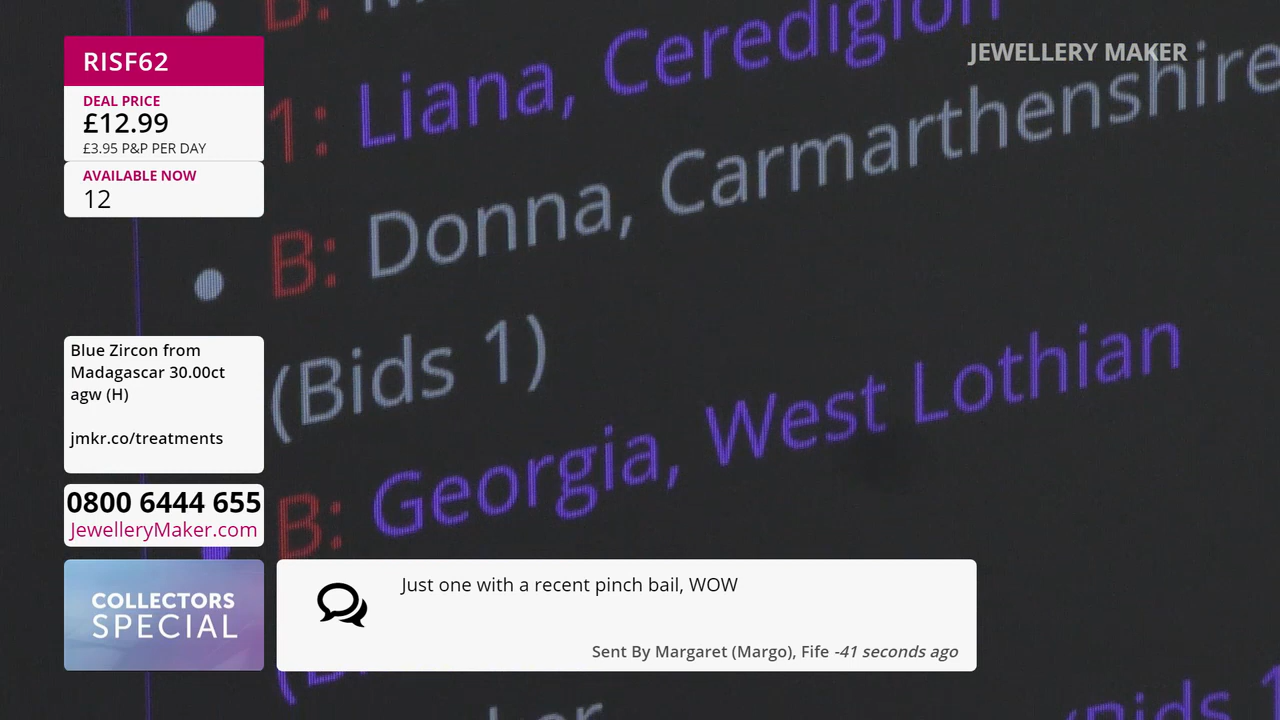 RISF62
DEAL PRICE
£12.99
£3.95 P&P PER DAY
AVAILABLE NOW
12
JEWELLERY MAKER
B:
1: Liana, Ceredigion
B: Donna, Carmarthenshire
(Bids 1)
B: Georgia, West Lothian
(Bids 1
Blue Zircon from
Madagascar 30.00ct
agw (H)
jmkr.co/treatments
0800 6444 655
JewelleryMaker.com
COLLECTORS
SPECIAL
Just one with a recent pinch bail, WOW
Sent By Margaret (Margo), Fife -41 seconds ago